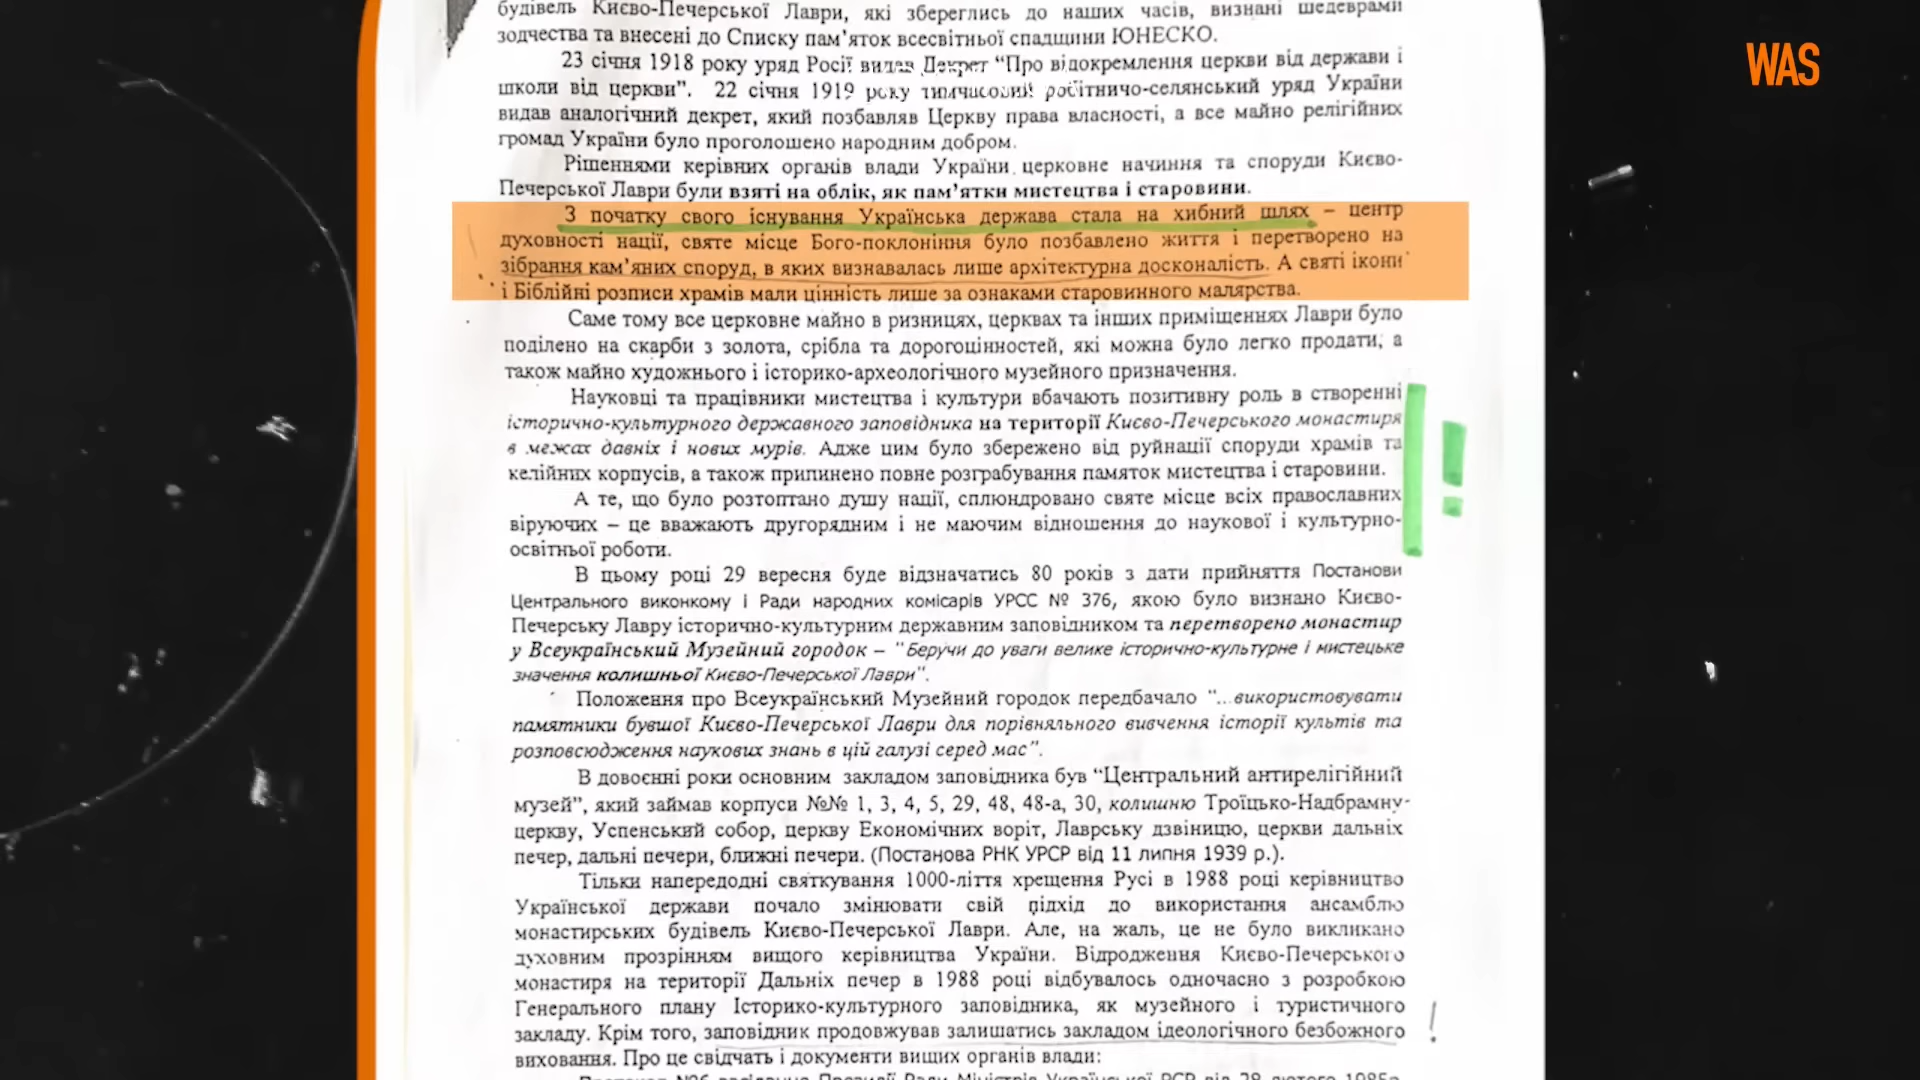 будівель Києво-Печерської Лаври, які збереглись до наших часів, визнані шедеврами
зодчества та внесені до Списку пам’яток всесвітньої спадщини ЮНЕСКО.
WAS
23 січня 1918 року уряд Росії видав Декрет “Про відокремлення церкви від держави і
школи від церкви”. 22 січня 1919 року тимчасовий робітничо-селянський уряд України
видав аналогічний декрет, який позбавляв Церкву права власності, а все майно релігійних
громад України було проголошено народним добром.
Рішеннями керівних органів влади України церковне начиння та споруди Києво-
Печерської Лаври були взяті на облік, як пам’ятки мистецтва і старовини.
З початку свого існування Українська держава стала на хибний шлях – центр
духовності нації, святе місце Бого-поклоніння було позбавлено життя і перетворено на
зібрання кам’яних споруд, в яких визнавалась лише архітектурна досконалість. А святі ікони
і Біблійні розписи храмів мали цінність лише за ознаками старовинного малярства.
Саме тому все церковне майно в ризницях, церквах та інших приміщеннях Лаври було
поділено на скарби з золота, срібла та дорогоцінностей, які можна було легко продати, а
також майно художнього і історико-археологічного музейного призначення.
Науковці та працівники мистецтва і культури вбачають позитивну роль в створенні
історично-культурного державного заповідника на території Києво-Печерського монастиря
в межах давніх і нових мурів. Адже цим було збережено від руйнації споруди храмів та
келійних корпусів, а також припинено повне розграбування памяток мистецтва і старовини.
А те, що було розтоптано душу нації, сплюндровано святе місце всіх православних
віруючих – це вважають другорядним і не маючим відношення до наукової і культурно-
освітньої роботи.
В цьому році 29 вересня буде відзначатись 80 років з дати прийняття Постанови
Центрального виконкому і Ради народних комісарів УРСС № 376, якою було визнано Києво-
Печерську Лавру історично-культурним державним заповідником та перетворено монастир
у Всеукраїнський Музейний городок – “Беручи до уваги велике історично-культурне і мистецьке
значення колишньої Києво-Печерської Лаври”.
Положення про Всеукраїнський Музейний городок передбачало “...використовувати
памятники бувшої Києво-Печерської Лаври для порівняльного вивчення історії культів та
розповсюдження наукових знань в цій галузі серед мас”.
В довоєнні роки основним закладом заповідника був “Центральний антирелігійний
музей”, який займав корпуси №№ 1, 3, 4, 5, 29, 48, 48-а, 30, колишню Троїцько-Надбрамну
церкву, Успенський собор, церкву Економічних воріт, Лаврську дзвіницю, церкви дальніх
печер, дальні печери, ближні печери. (Постанова РНК УРСР від 11 липня 1939 р.).
Тільки напередодні святкування 1000-ліття хрещення Русі в 1988 році керівництво
Української держави почало змінювати свій підхід до використання ансамблю
монастирських будівель Києво-Печерської Лаври. Але, на жаль, це не було викликано
духовним прозрінням вищого керівництва України. Відродження Києво-Печерського
монастиря на території Дальніх печер в 1988 році відбувалось одночасно з розробкою
Генерального плану Історико-культурного заповідника, як музейного і туристичного
закладу. Крім того, заповідник продовжував залишатись закладом ідеологічного безбожного
виховання. Про це свідчать і документи вищих органів влади:
Протокол №6 засідання Президії Ради Міністрів Української РСР від 28 лютого 1985р.